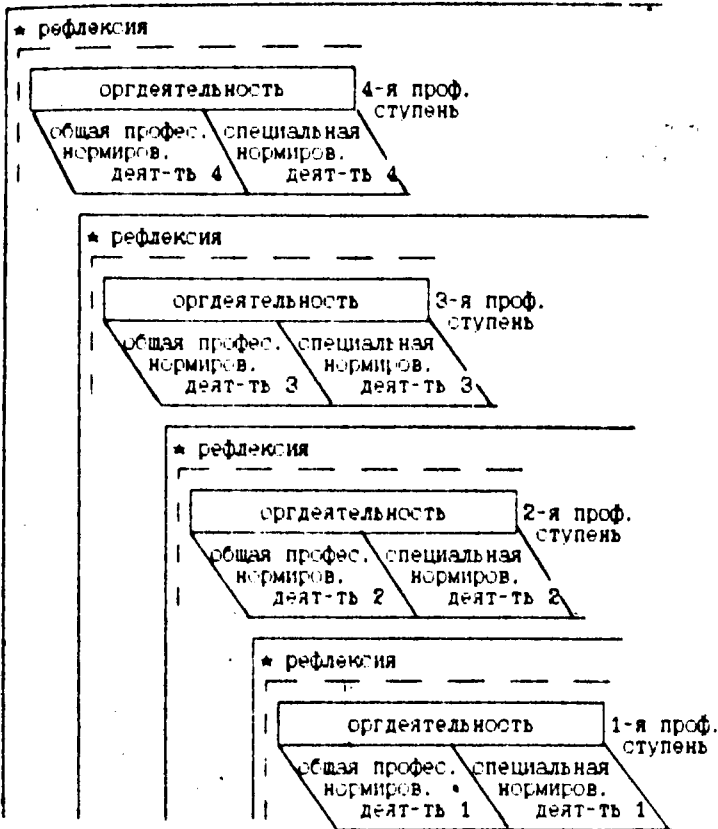 * рефлексия
оргдеятельность 4-я проф.
ступень
общая профес. специальная
нормиров. нормиров.
деят-ть 4 деят-ть 4
* рефлексия
оргдеятельность 3-я проф.
ступень
общая профес. специальная
нормиров. нормиров.
деят-ть 3 деят-ть 3
* рефлексия
оргдеятельность 2-я проф.
ступень
общая профес. специальная
нормиров. нормиров.
деят-ть 2 деят-ть 2
* рефлексия
оргдеятельность 1-я проф.
ступень
общая профес. специальная
нормиров. нормиров.
деят-ть 1 деят-ть 1